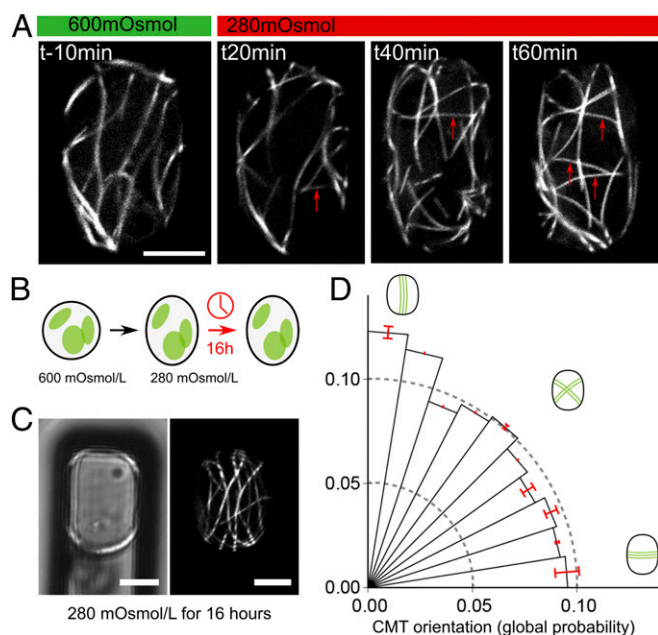 A
600mOsmol
280mOsmol
t-10min
t20min
t40min
t60min
B
16h
600 mOsmol/L
280 mOsmol/L
C
280 mOsmol/L for 16 hours
D
0.10
0.05
0.00
0.00
0.05
0.10
CMT orientation (global probability)